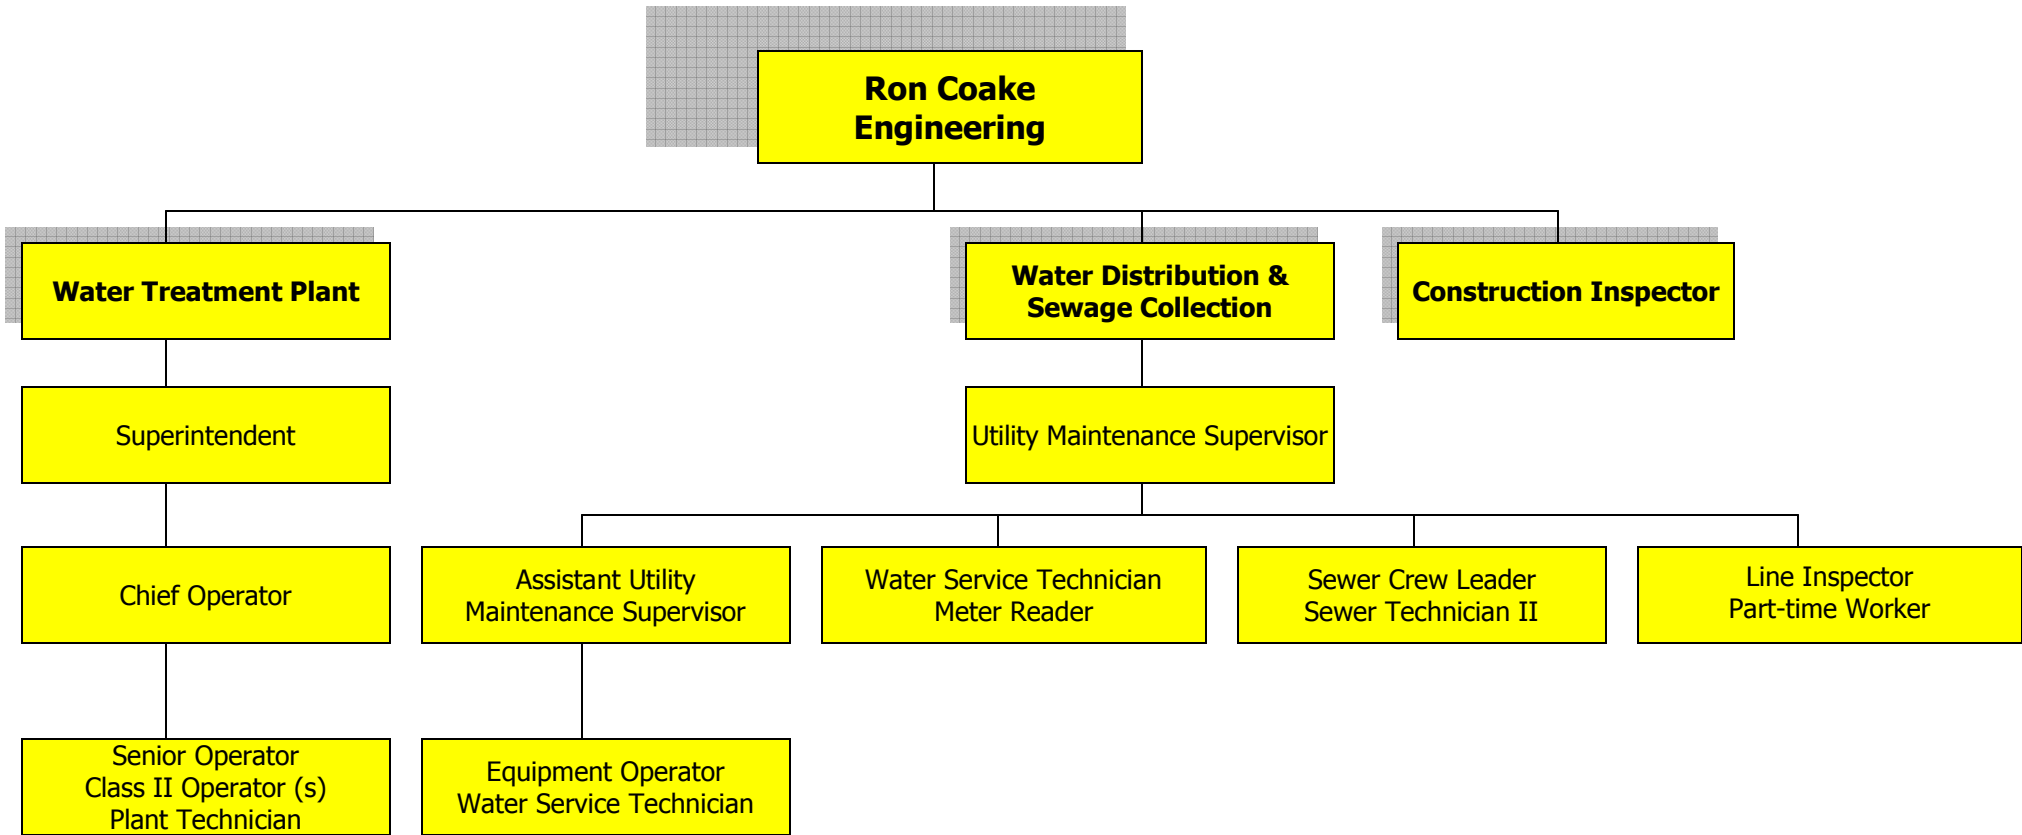 Ron Coake
Engineering
Water Treatment Plant
Water Distribution &
Sewage Collection
Construction Inspector
Superintendent
Utility Maintenance Supervisor
Chief Operator
Assistant Utility
Maintenance Supervisor
Water Service Technician
Meter Reader
Sewer Crew Leader
Sewer Technician II
Line Inspector
Part-time Worker
Senior Operator
Class II Operator (s)
Plant Technician
Equipment Operator
Water Service Technician